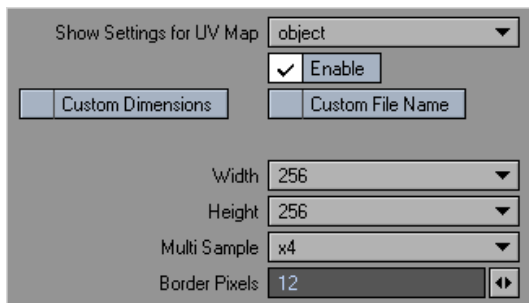 Show Settings for UV Map object
Enable
Custom Dimensions Custom File Name
Width 256
Height 256
Multi Sample x4
Border Pixels 12